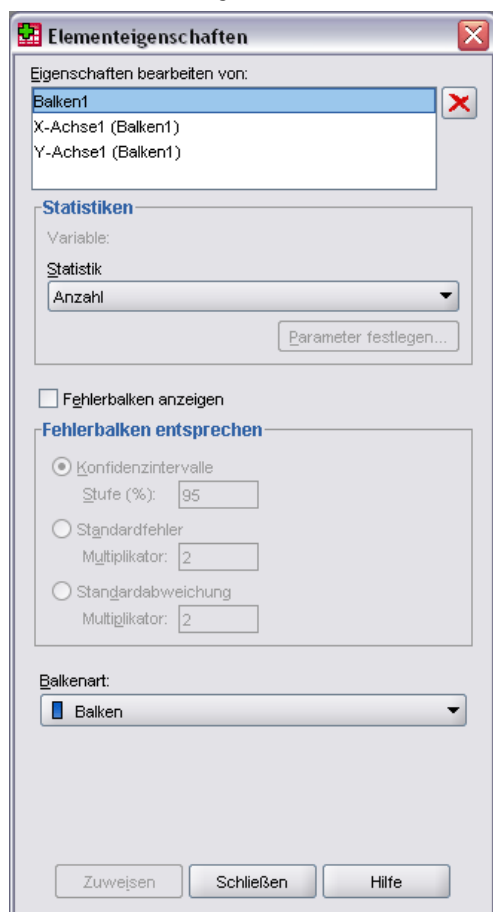 Elementeigenschaften
Eigenschaften bearbeiten von:
Balken1
X-Achse1 (Balken1)
Y-Achse1 (Balken1)
Statistiken
Variable:
Statistik
Anzahl
Parameter festlegen...
Fehlerbalken anzeigen
Fehlerbalken entsprechen
Konfidenzintervalle
Stufe (%): 95
Standardfehler
Multiplikator: 2
Standardabweichung
Multiplikator: 2
Balkenart:
Balken
Zuweisen Schließen Hilfe